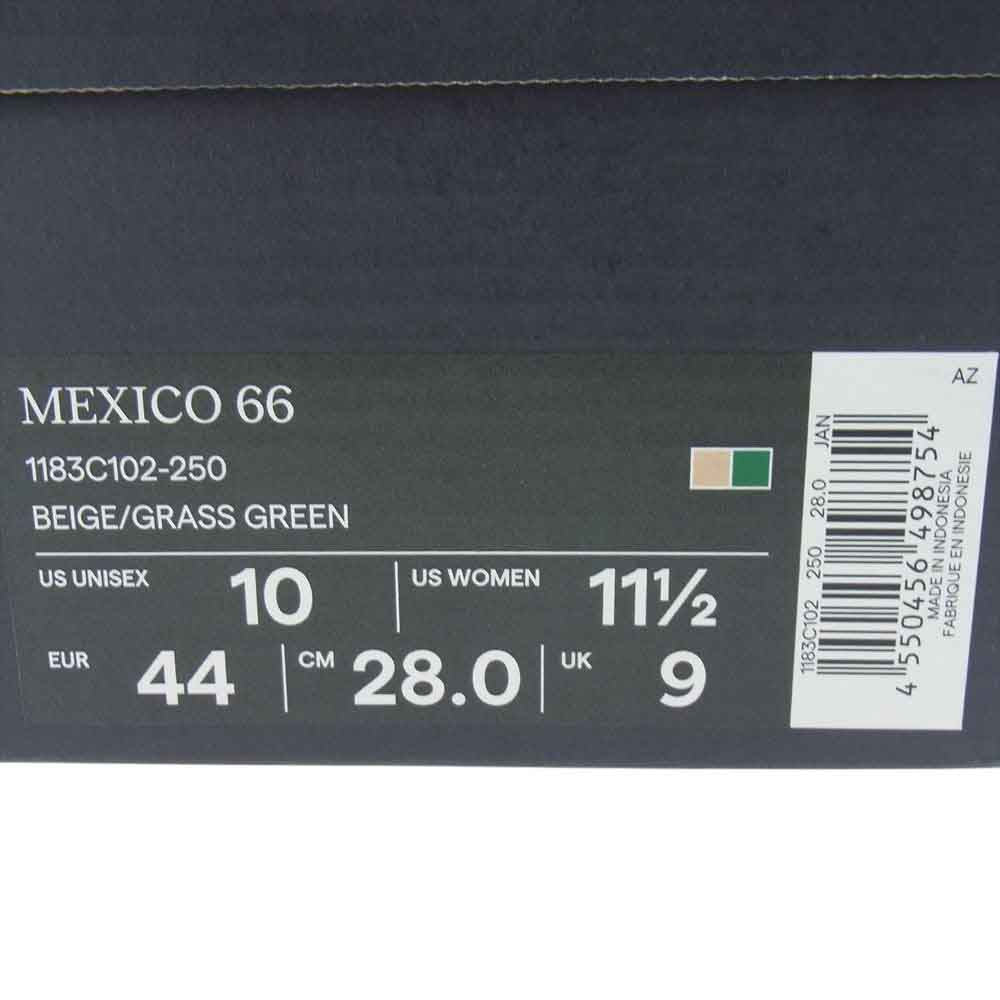 MEXICO 66
1183C102-250
BEIGE/GRASS GREEN
US UNISEX 10 US WOMEN 11½
EUR 44 CM 28.0 UK 9
AZ
1183C102 250 28.0 JAN
4 550456 498754
MADE IN INDONESIA
FABRIQUE EN INDONESIE